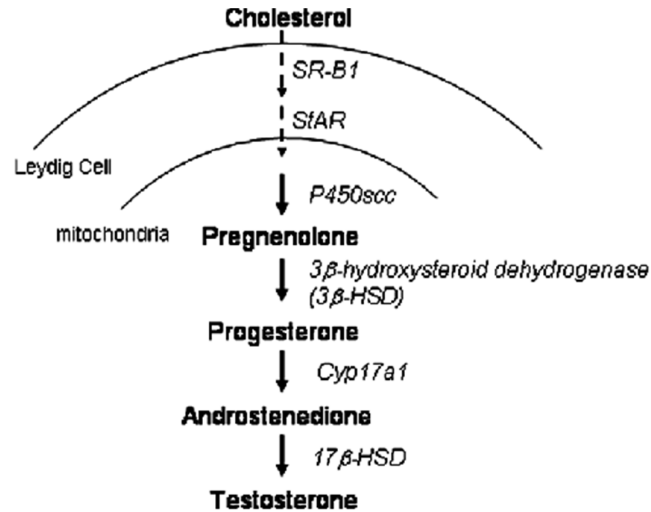 Cholesterol
SR-B1
StAR
Leydig Cell
P450scc
mitochondria
Pregnenolone
3β-hydroxysteroid dehydrogenase
(3β-HSD)
Progesterone
Cyp17a1
Androstenedione
17β-HSD
Testosterone